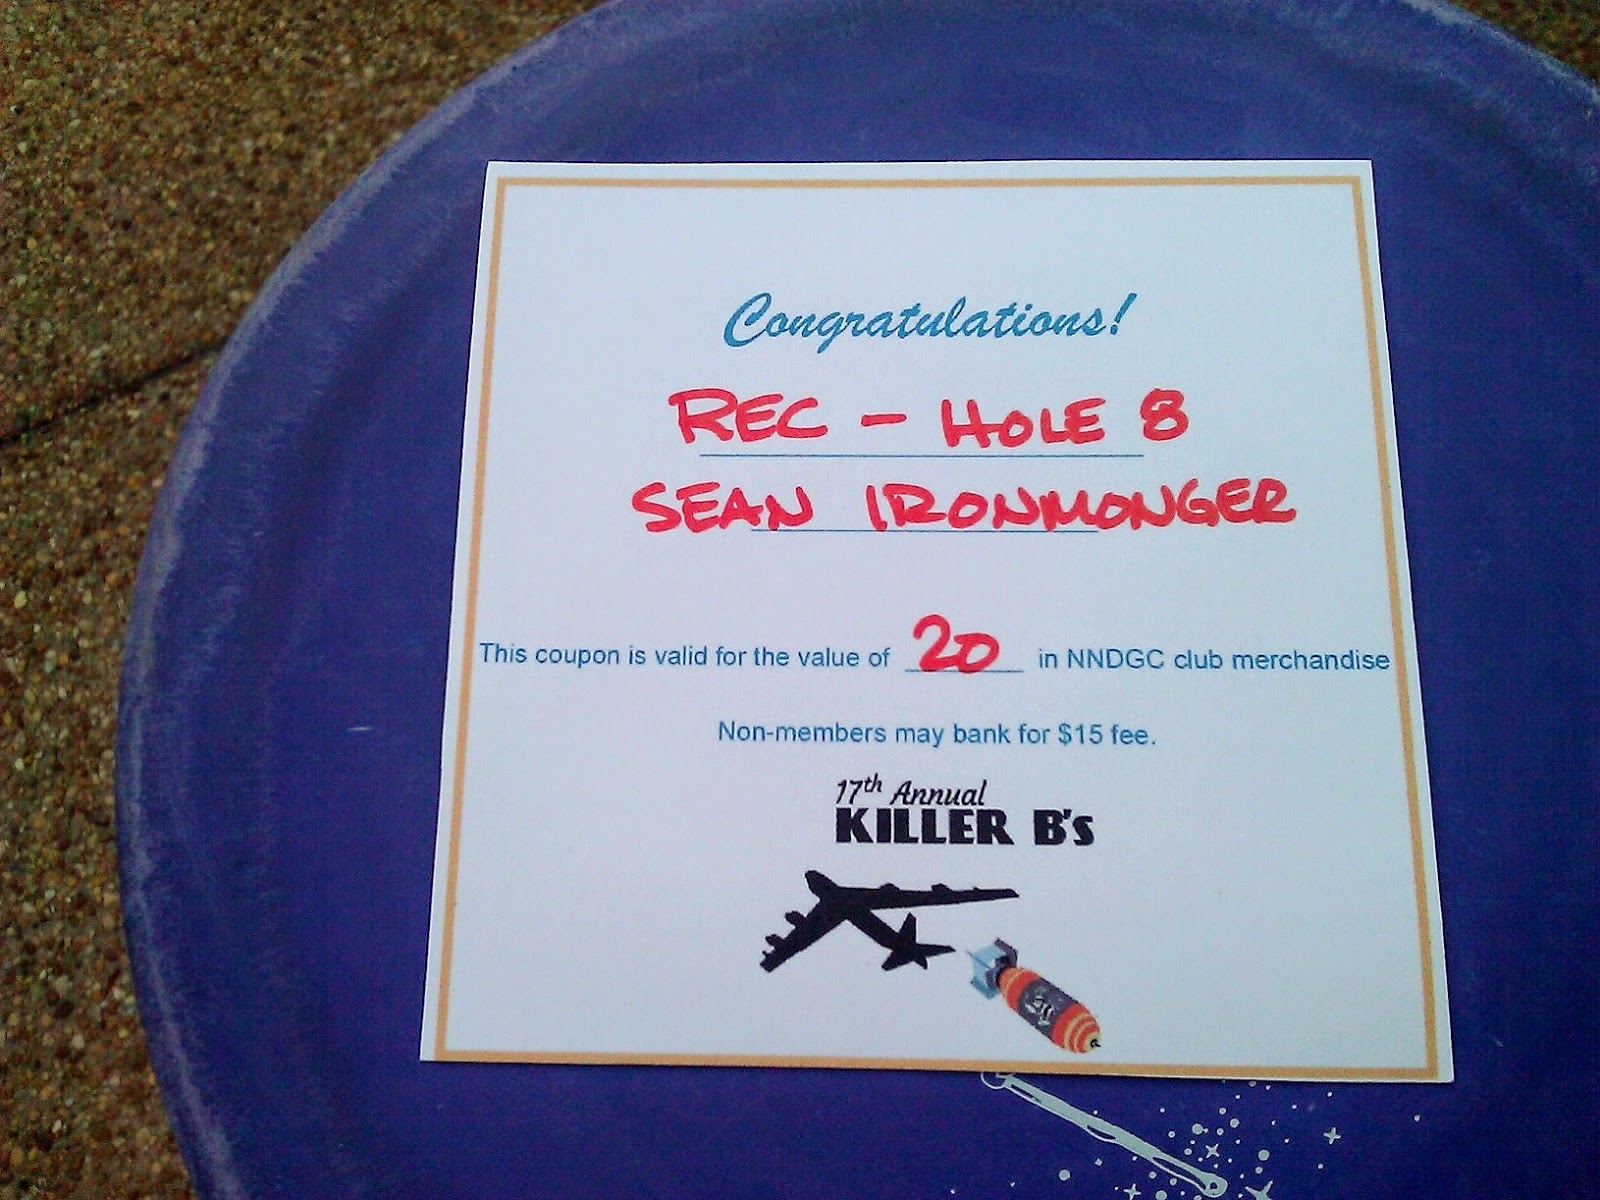 Congratulations!
REC - HOLE 8
SEAN IRONMONGER
This coupon is valid for the value of 20 in NNDGC club merchandise
Non-members may bank for $15 fee.
17th Annual
KILLER B's